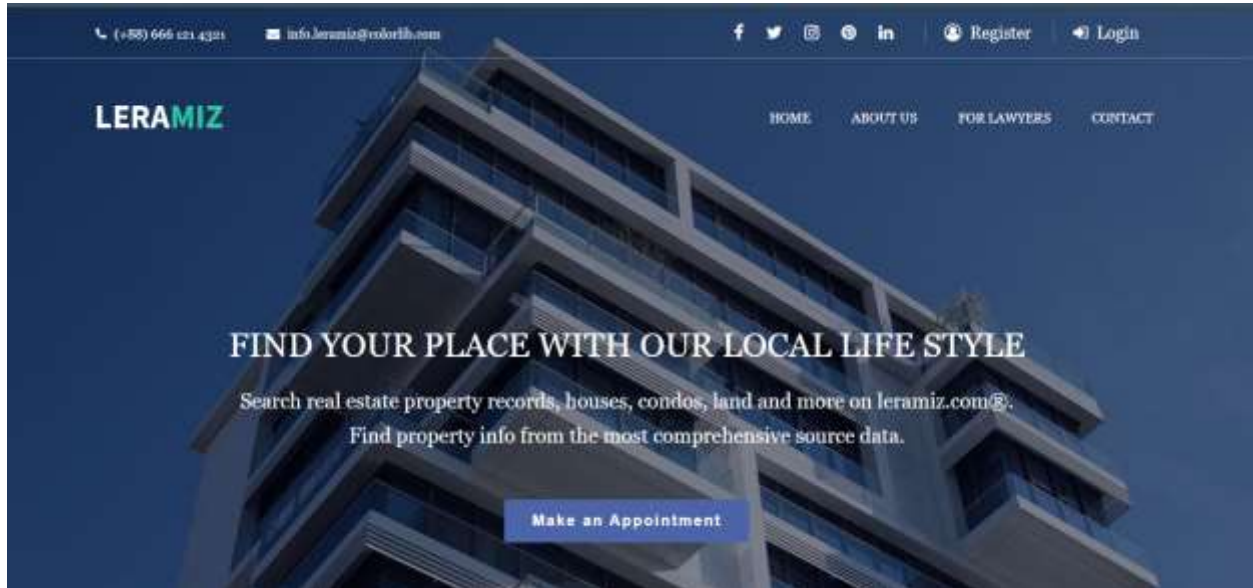 (+88) 666 121 4321 info.leramiz@colorlib.com Register Login
LERAMIZ HOME ABOUT US FOR LAWYERS CONTACT
FIND YOUR PLACE WITH OUR LOCAL LIFE STYLE
Search real estate property records, houses, condos, land and more on leramiz.com®.
Find property info from the most comprehensive source data.
Make an Appointment